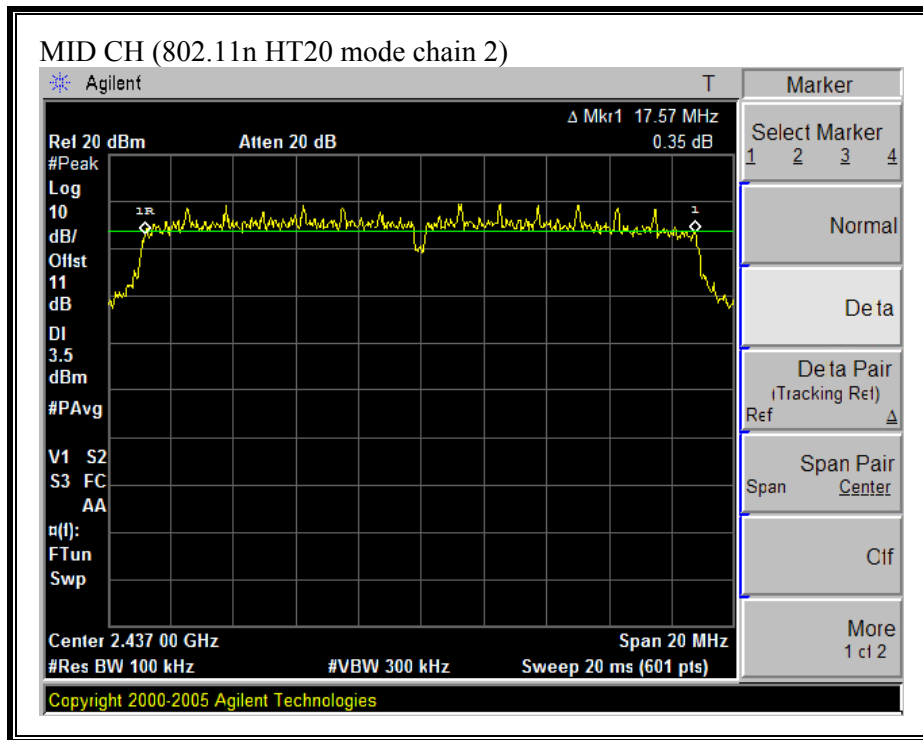 MID CH (802.11n HT20 mode chain 2)
Agilent T Marker
Δ Mkr1 17.57 MHz
Ref 20 dBm Atten 20 dB 0.35 dB
#Peak
Log
10
dB/
Offst
11
dB
DI
3.5
dBm
#PAvg
V1 S2
S3 FC
AA
¤(f):
FTun
Swp
1R
1
Center 2.437 00 GHz Span 20 MHz
#Res BW 100 kHz #VBW 300 kHz Sweep 20 ms (601 pts)
Copyright 2000-2005 Agilent Technologies
Select Marker
1 2 3 4
Normal
Delta
Delta Pair
(Tracking Ref)
Ref Δ
Span Pair
Span Center
Off
More
1 of 2